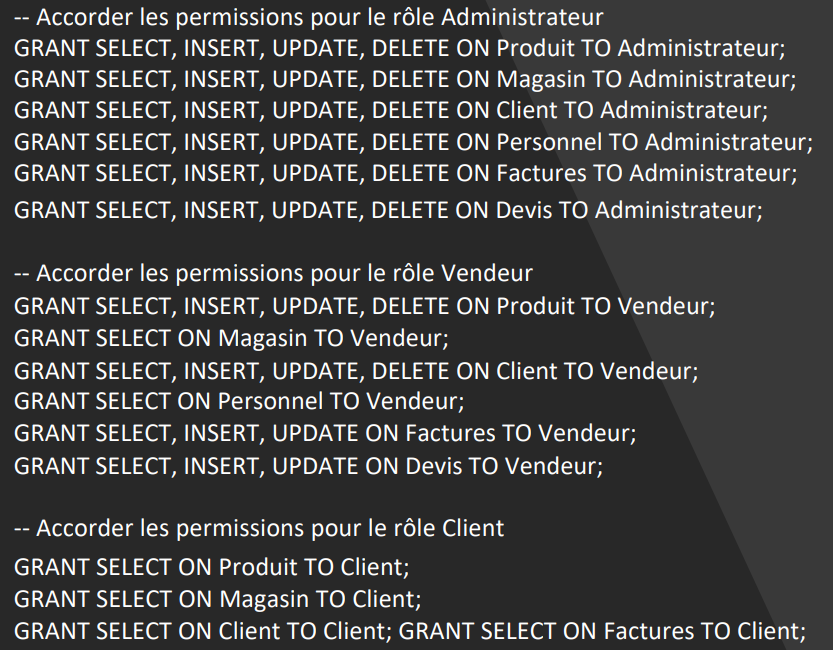 -- Accorder les permissions pour le rôle Administrateur
GRANT SELECT, INSERT, UPDATE, DELETE ON Produit TO Administrateur;
GRANT SELECT, INSERT, UPDATE, DELETE ON Magasin TO Administrateur;
GRANT SELECT, INSERT, UPDATE, DELETE ON Client TO Administrateur;
GRANT SELECT, INSERT, UPDATE, DELETE ON Personnel TO Administrateur;
GRANT SELECT, INSERT, UPDATE, DELETE ON Factures TO Administrateur;
GRANT SELECT, INSERT, UPDATE, DELETE ON Devis TO Administrateur;
-- Accorder les permissions pour le rôle Vendeur
GRANT SELECT, INSERT, UPDATE, DELETE ON Produit TO Vendeur;
GRANT SELECT ON Magasin TO Vendeur;
GRANT SELECT, INSERT, UPDATE, DELETE ON Client TO Vendeur;
GRANT SELECT ON Personnel TO Vendeur;
GRANT SELECT, INSERT, UPDATE ON Factures TO Vendeur;
GRANT SELECT, INSERT, UPDATE ON Devis TO Vendeur;
-- Accorder les permissions pour le rôle Client
GRANT SELECT ON Produit TO Client;
GRANT SELECT ON Magasin TO Client;
GRANT SELECT ON Client TO Client; GRANT SELECT ON Factures TO Client;